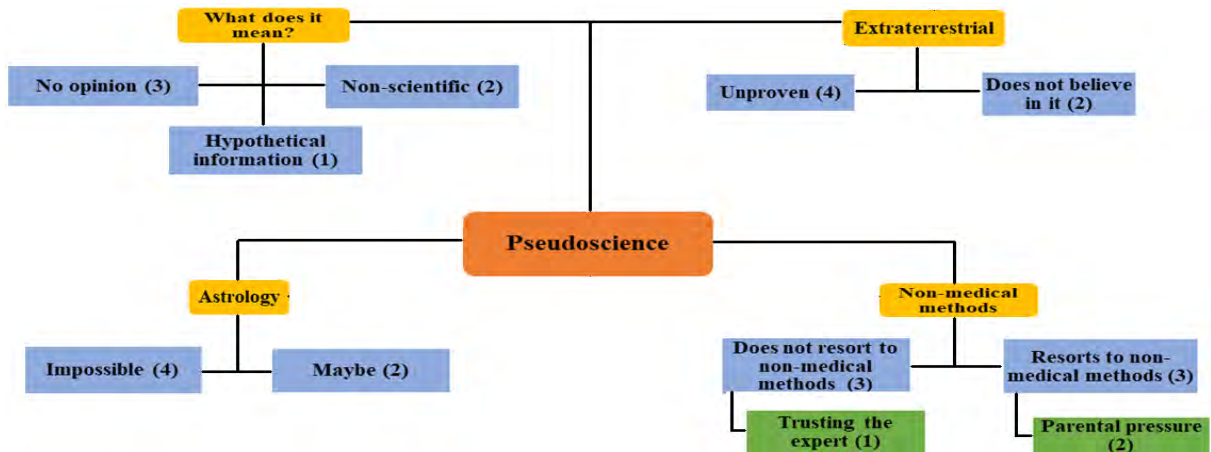 What does it
mean?
Extraterrestrial
No opinion (3)
Non-scientific (2)
Unproven (4)
Does not believe
in it (2)
Hypothetical
information (1)
Pseudoscience
Astrology
Non-medical
methods
Impossible (4)
Maybe (2)
Does not resort to
non-medical
methods (3)
Resorts to non-
medical methods (3)
Trusting the
expert (1)
Parental pressure
(2)